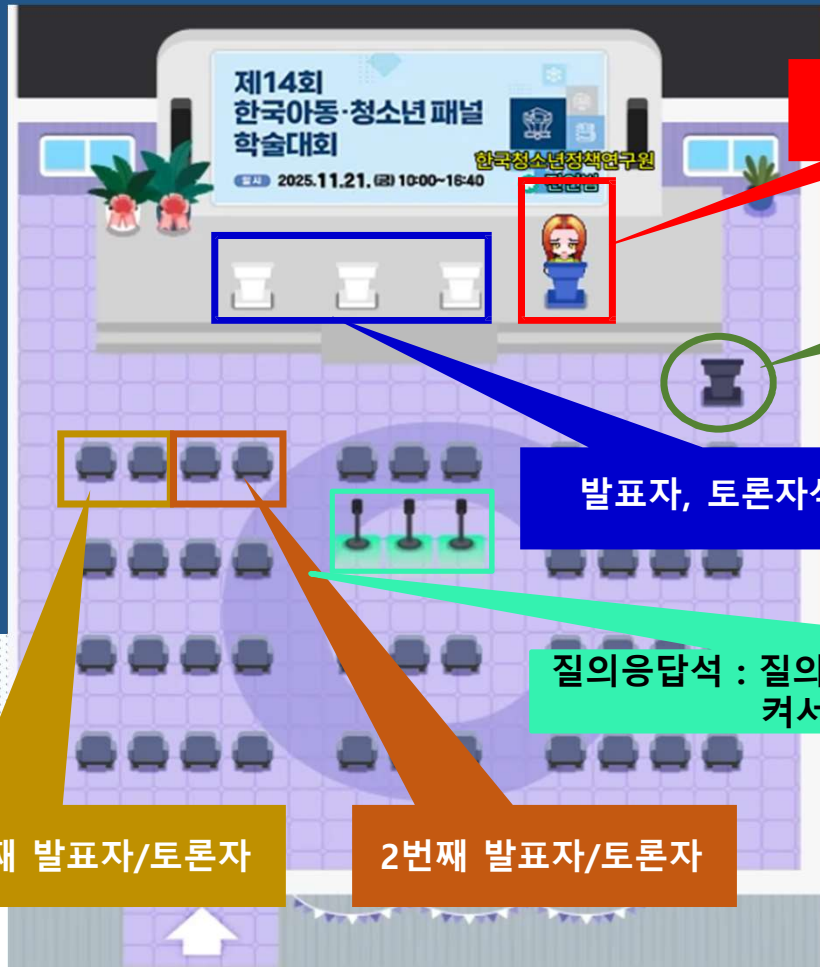 제14회
한국아동·청소년 패널
학술대회
일시 2025.11.21.(금) 10:00~16:40
한국청소년정책연구원
발표자, 토론자
질의응답석 : 질의
켜서
발표자/토론자
2번째 발표자/토론자